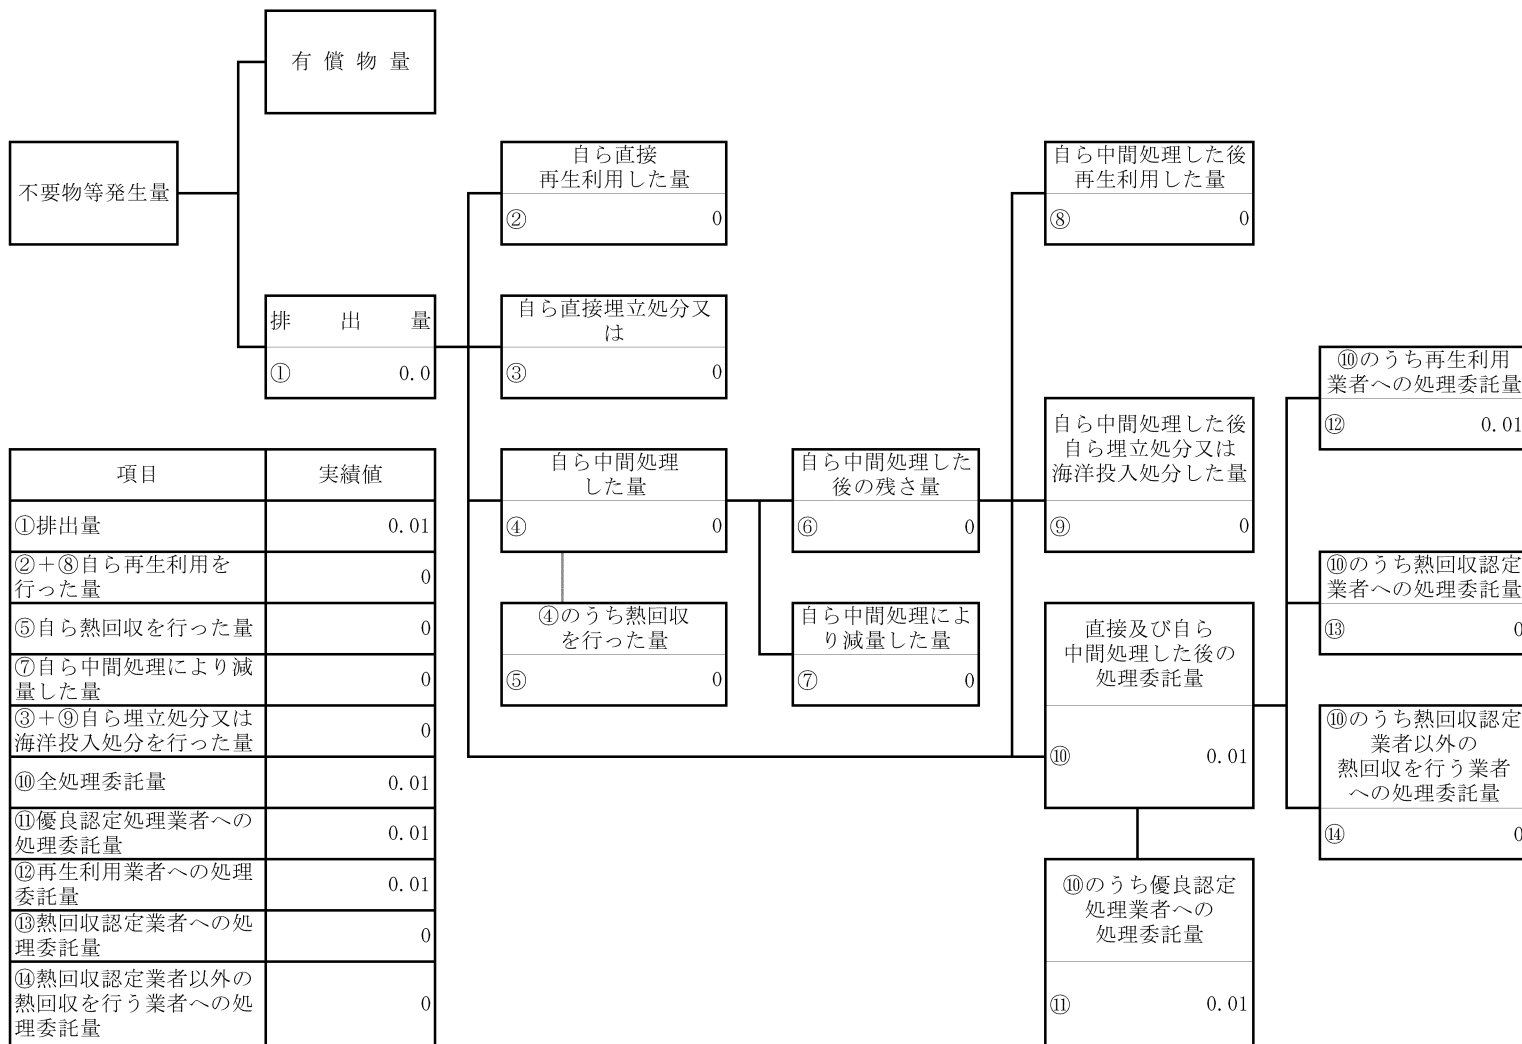 有償物量
不要物等発生量
自ら直接
再生利用した量
② 0
自ら中間処理した後
再生利用した量
⑧ 0
排出量
① 0.0
自ら直接埋立処分又
は
③ 0
⑩のうち再生利用
業者への処理委託量
⑫ 0.01
自ら中間処理した後
自ら埋立処分又は
海洋投入処分した量
⑨ 0
自ら中間処理
した量
④ 0
自ら中間処理した
後の残さ量
⑥ 0
⑩のうち熱回収認定
業者への処理委託量
⑬ 0
④のうち熱回収
を行った量
⑤ 0
自ら中間処理によ
り減量した量
⑦ 0
直接及び自ら
中間処理した後の
処理委託量
⑩ 0.01
⑩のうち熱回収認定
業者以外の
熱回収を行う業者
への処理委託量
⑭ 0
⑩のうち優良認定
処理業者への
処理委託量
⑪ 0.01
項目 実績値
①排出量 0.01
②＋⑧自ら再生利用を
行った量 0
⑤自ら熱回収を行った量 0
⑦自ら中間処理により減
量した量 0
③＋⑨自ら埋立処分又は
海洋投入処分を行った量 0
⑩全処理委託量 0.01
⑪優良認定処理業者への
処理委託量 0.01
⑫再生利用業者への処理
委託量 0.01
⑬熱回収認定業者への処
理委託量 0
⑭熱回収認定業者以外の
熱回収を行う業者への処
理委託量 0